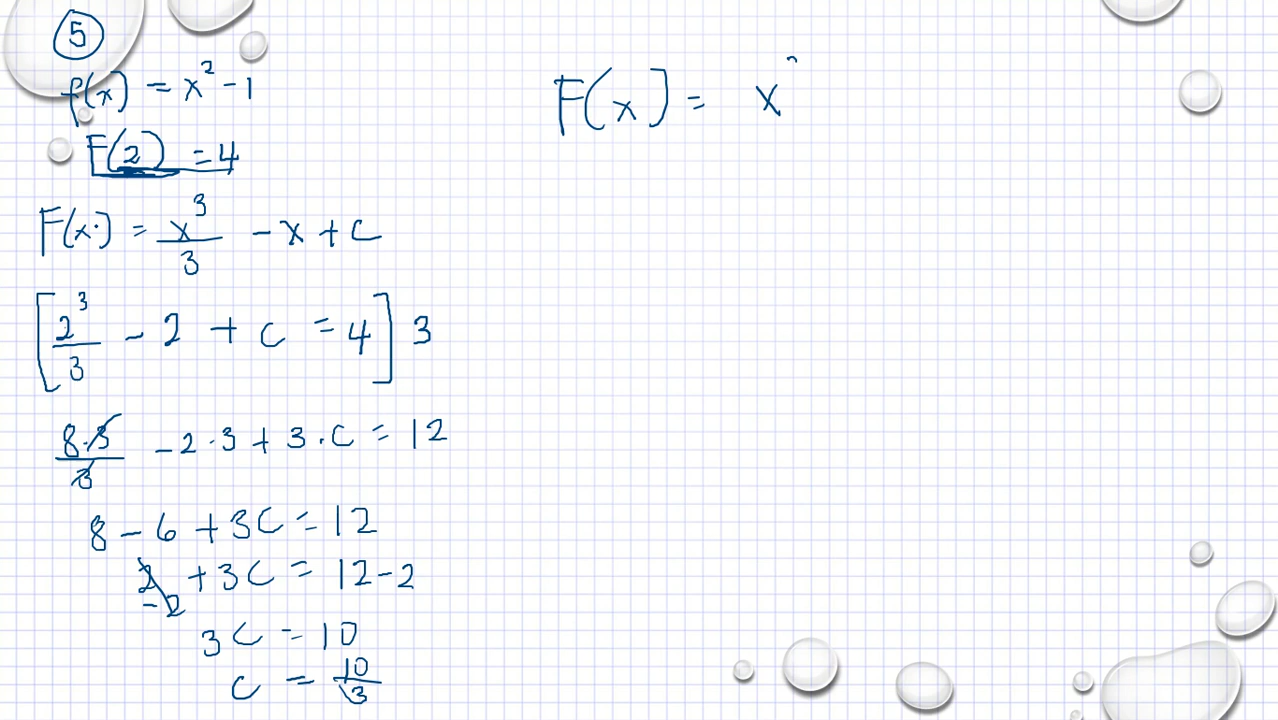 5
f(x) = x² - 1
F(2) = 4
F(x) = x³/3 - x + C
[2³/3 - 2 + C = 4] 3
8·3/3 - 2·3 + 3·C = 12
8 - 6 + 3C = 12
2 - 2 + 3C = 12 - 2
3C = 10
C = 10/3
F(x) = x